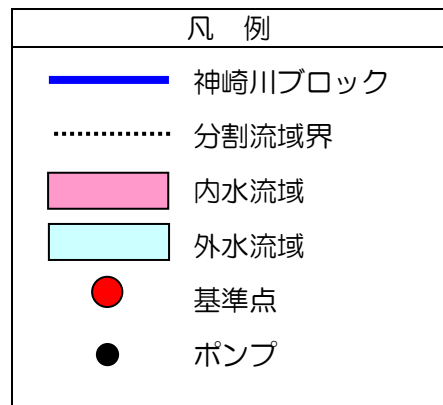 凡 例
神崎川ブロック
分割流域界
内水流域
外水流域
基準点
ポンプ